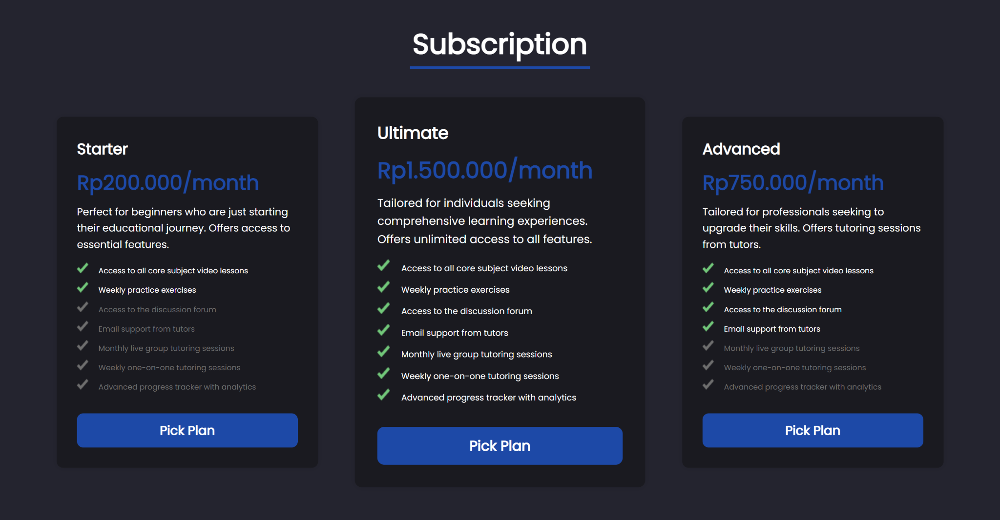 Subscription
Starter
Rp200.000/month
Perfect for beginners who are just starting
their educational journey. Offers access to
essential features.
Access to all core subject video lessons
Weekly practice exercises
Access to the discussion forum
Email support from tutors
Monthly live group tutoring sessions
Weekly one-on-one tutoring sessions
Advanced progress tracker with analytics
Pick Plan
Ultimate
Rp1.500.000/month
Tailored for individuals seeking
comprehensive learning experiences.
Offers unlimited access to all features.
Access to all core subject video lessons
Weekly practice exercises
Access to the discussion forum
Email support from tutors
Monthly live group tutoring sessions
Weekly one-on-one tutoring sessions
Advanced progress tracker with analytics
Pick Plan
Advanced
Rp750.000/month
Tailored for professionals seeking to
upgrade their skills. Offers tutoring sessions
from tutors.
Access to all core subject video lessons
Weekly practice exercises
Access to the discussion forum
Email support from tutors
Monthly live group tutoring sessions
Weekly one-on-one tutoring sessions
Advanced progress tracker with analytics
Pick Plan